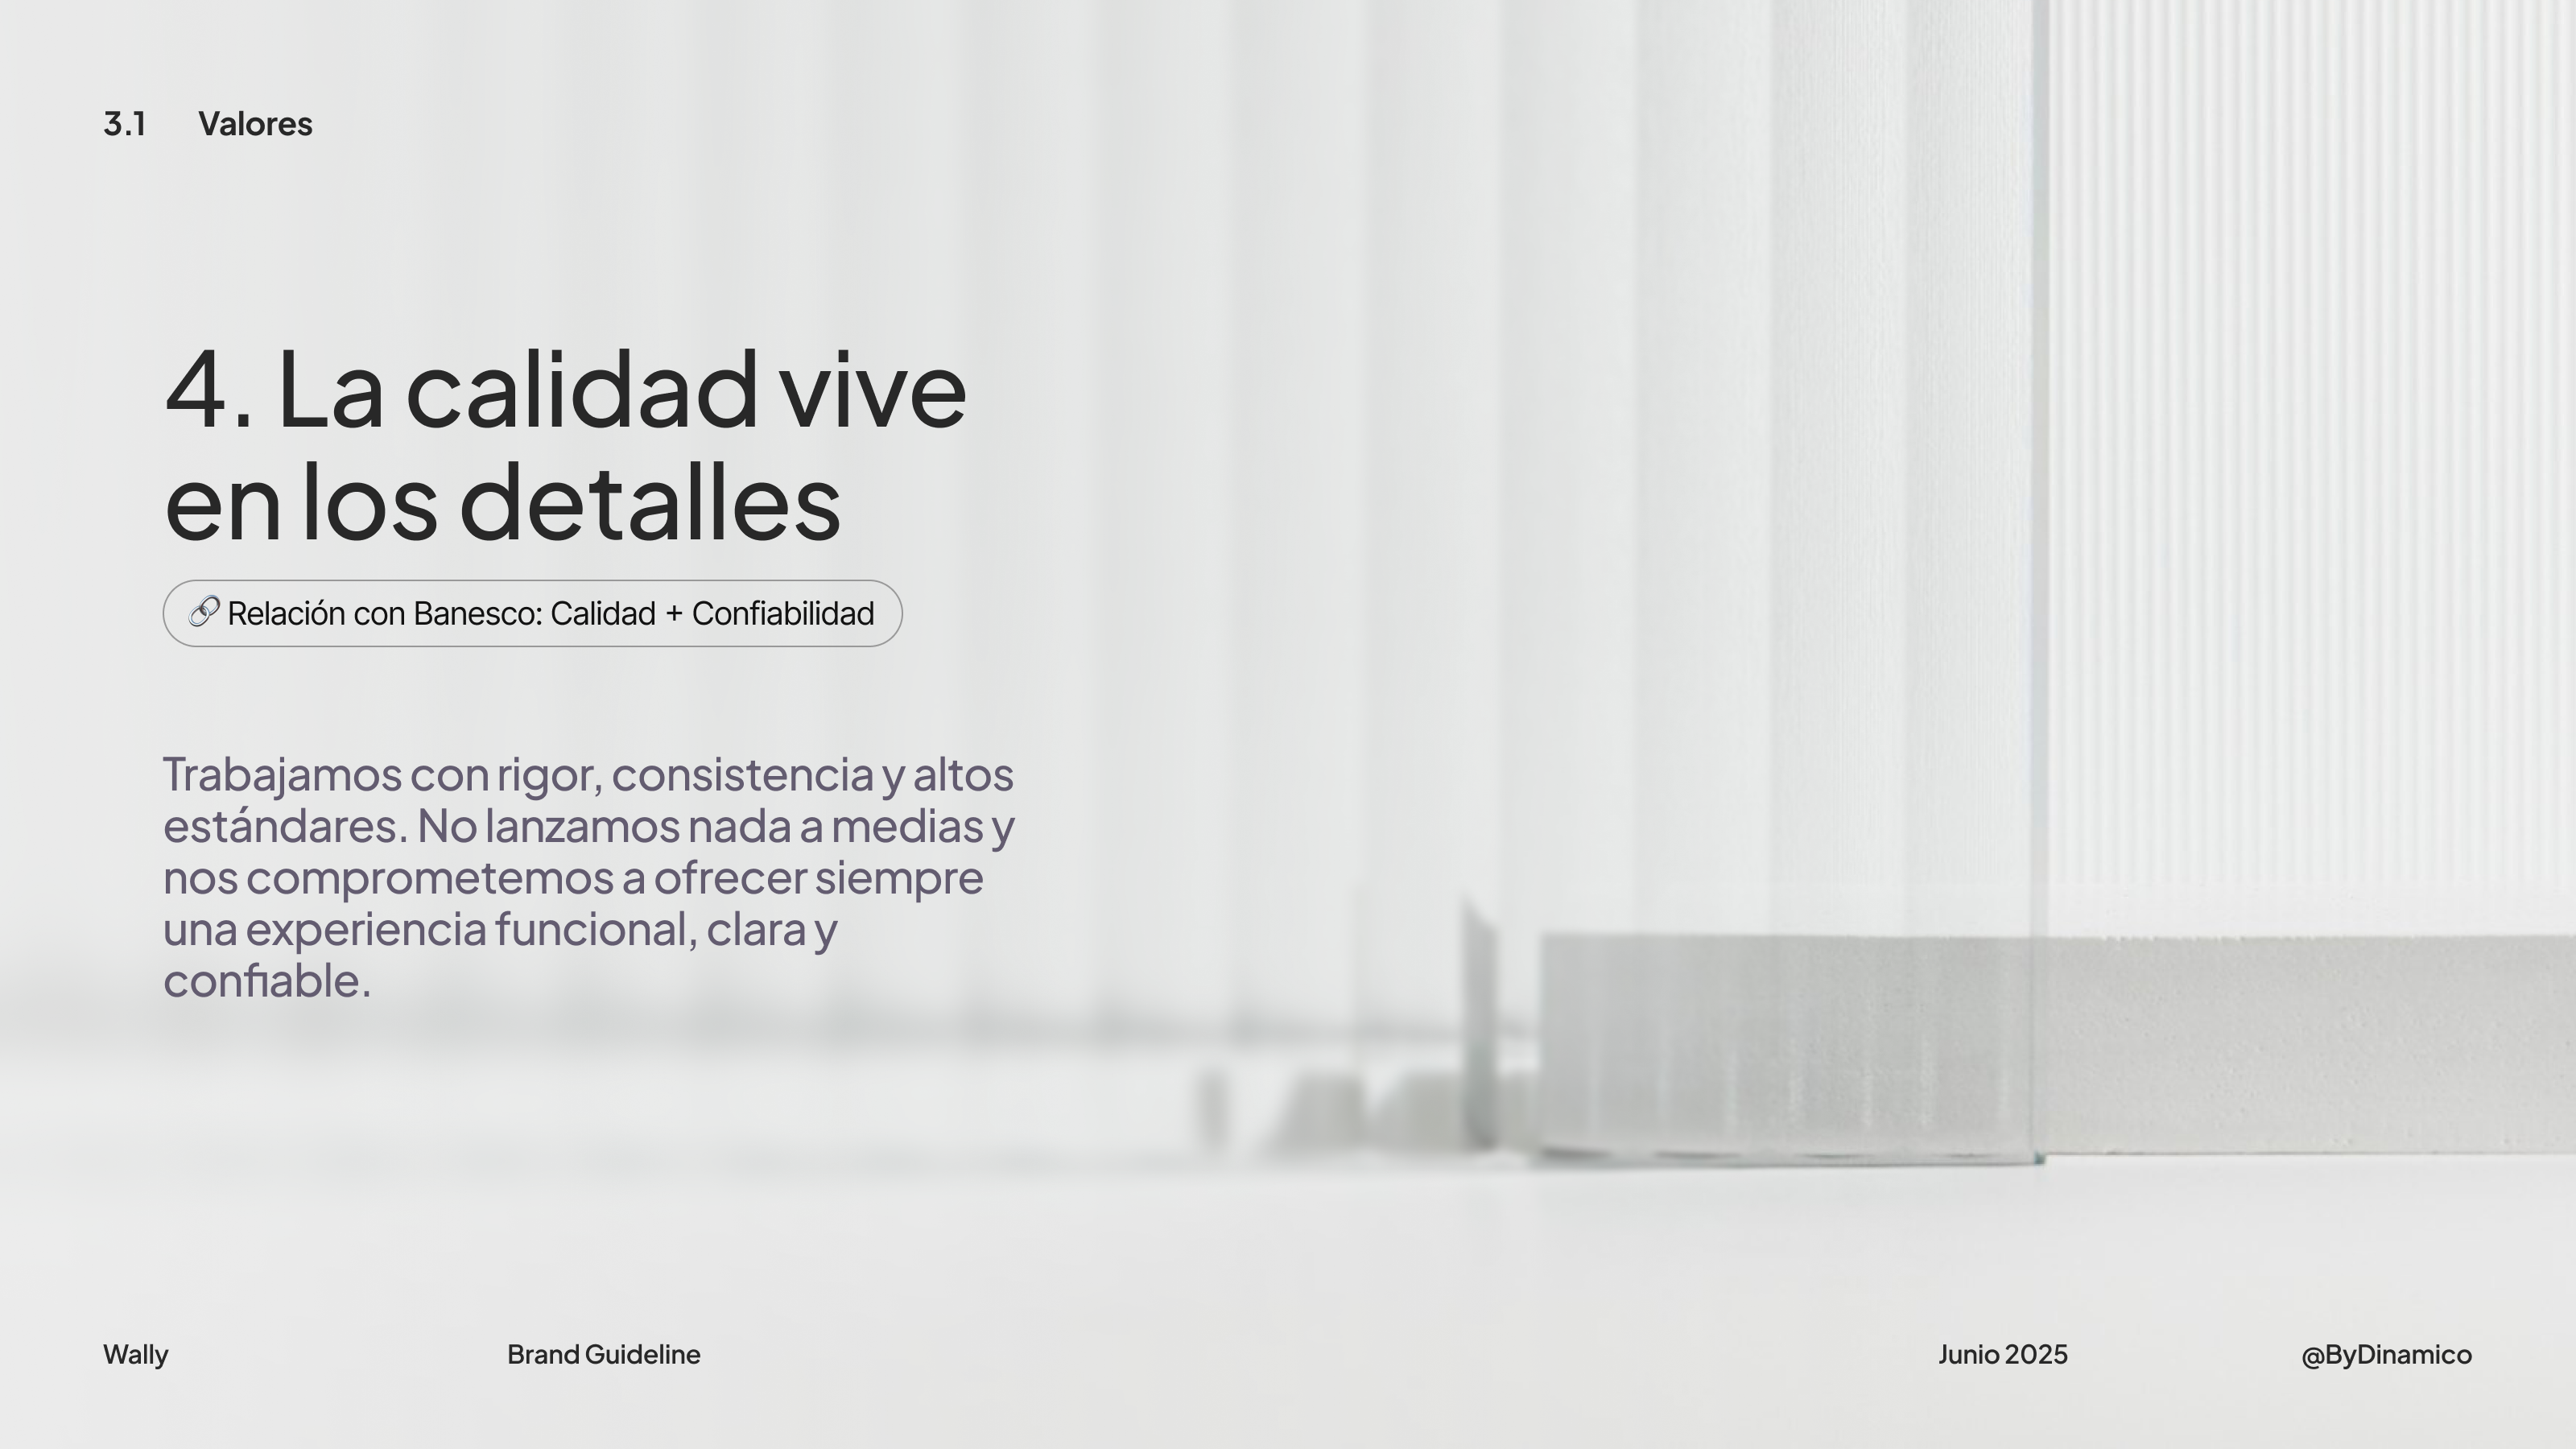 3.1 Valores
4. La calidad vive
en los detalles
🔗 Relación con Banesco: Calidad + Confiabilidad
Trabajamos con rigor, consistencia y altos
estándares. No lanzamos nada a medias y
nos comprometemos a ofrecer siempre
una experiencia funcional, clara y
confiable.
Wally Brand Guideline Junio 2025 @ByDinamico